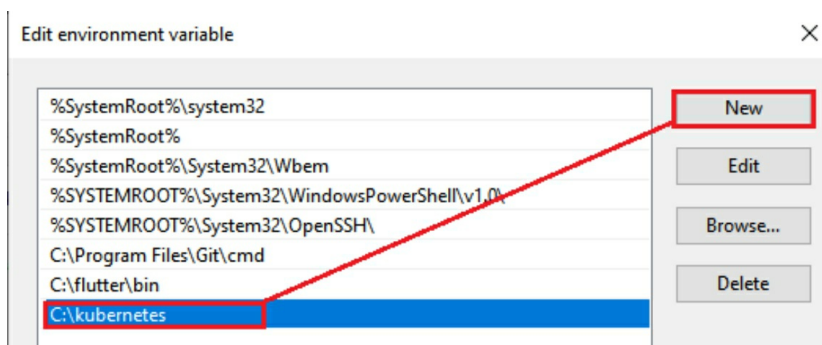 Edit environment variable
%SystemRoot%\system32
New
%SystemRoot%
%SystemRoot%\System32\Wbem
Edit
%SYSTEMROOT%\System32\WindowsPowerShell\v1.0\
%SYSTEMROOT%\System32\OpenSSH\
Browse...
C:\Program Files\Git\cmd
C:\flutter\bin
Delete
C:\kubernetes